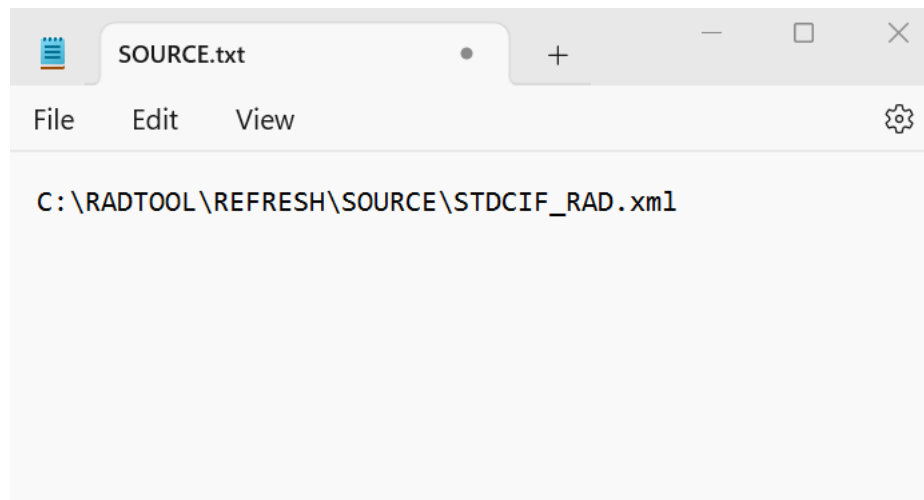 SOURCE.txt
File Edit View
C:\RADTOOL\REFRESH\SOURCE\STDCIF_RAD.xml